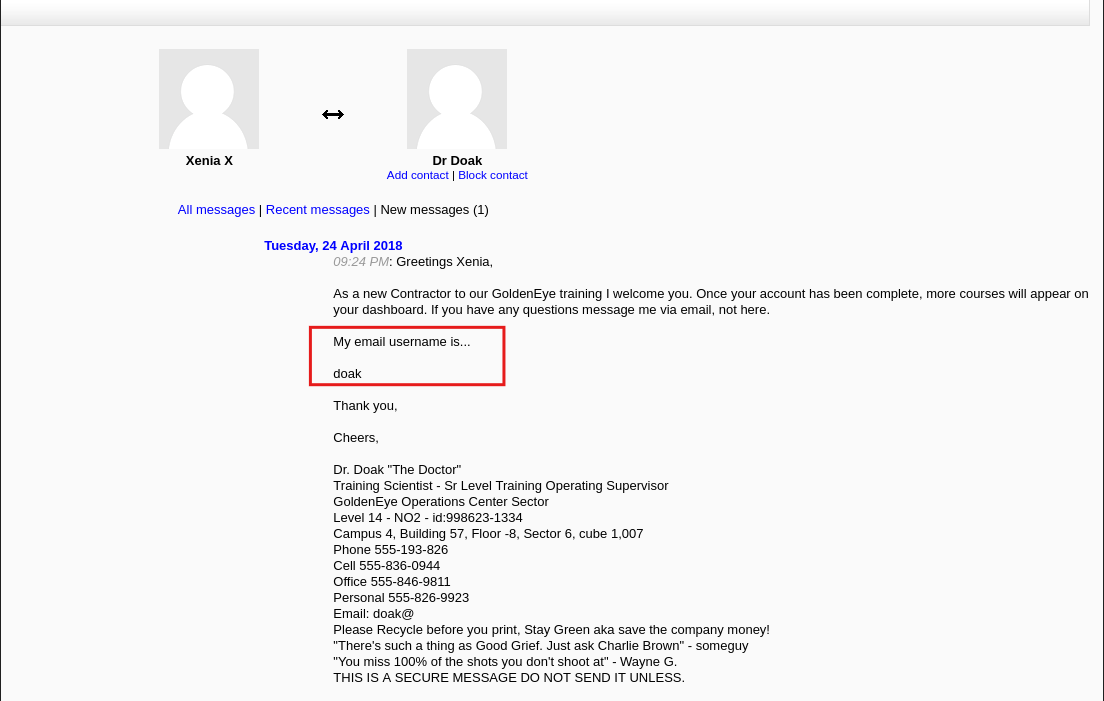 Xenia X
Dr Doak
Add contact | Block contact
All messages | Recent messages | New messages (1)
Tuesday, 24 April 2018
09:24 PM: Greetings Xenia,
As a new Contractor to our GoldenEye training I welcome you. Once your account has been complete, more courses will appear on
your dashboard. If you have any questions message me via email, not here.
My email username is...
doak
Thank you,
Cheers,
Dr. Doak "The Doctor"
Training Scientist - Sr Level Training Operating Supervisor
GoldenEye Operations Center Sector
Level 14 - NO2 - id:998623-1334
Campus 4, Building 57, Floor -8, Sector 6, cube 1,007
Phone 555-193-826
Cell 555-836-0944
Office 555-846-9811
Personal 555-826-9923
Email: doak@
Please Recycle before you print, Stay Green aka save the company money!
"There's such a thing as Good Grief. Just ask Charlie Brown" - someguy
"You miss 100% of the shots you don't shoot at" - Wayne G.
THIS IS A SECURE MESSAGE DO NOT SEND IT UNLESS.